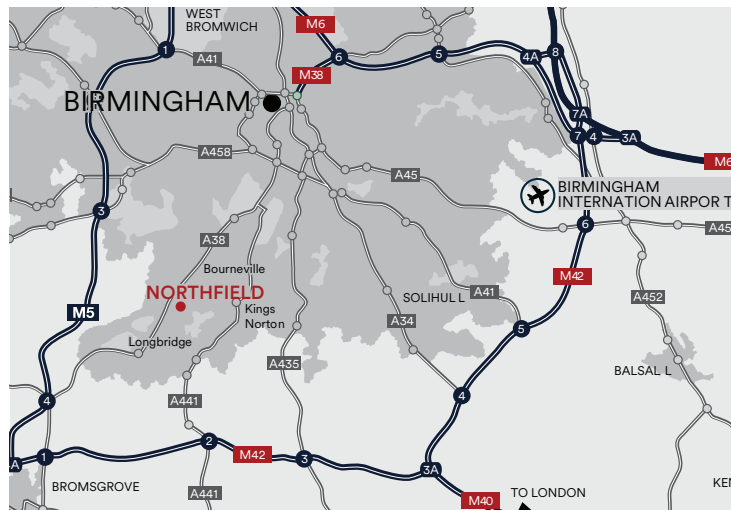 WEST
BROMWICH
M6
1
A41
6
5
4A
8
M38
BIRMINGHAM
7A
7
4
3A
M6
A458
A45
BIRMINGHAM
INTERNATION AIRPOR T
3
6
A45
A38
Bourneville
M42
NORTHFIELD
SOLIHUL L
A41
A452
M5
Kings
Norton
A34
5
Longbridge
A435
BALSAL L
4
A441
4
2
1
M42
3
3A
A
BROMSGROVE
A441
M40
TO LONDON
KEN